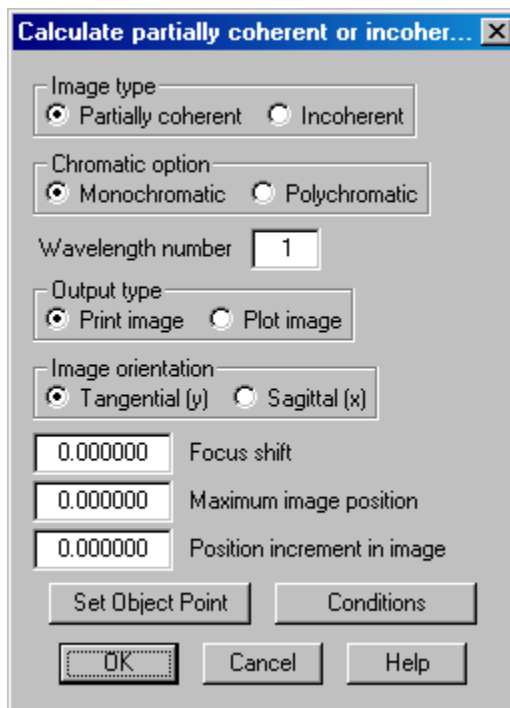 Calculate partially coherent or incoher...
Image type
Partially coherent Incoherent
Chromatic option
Monochromatic Polychromatic
Wavelength number 1
Output type
Print image Plot image
Image orientation
Tangential (y) Sagittal (x)
0.000000 Focus shift
0.000000 Maximum image position
0.000000 Position increment in image
Set Object Point Conditions
OK Cancel Help